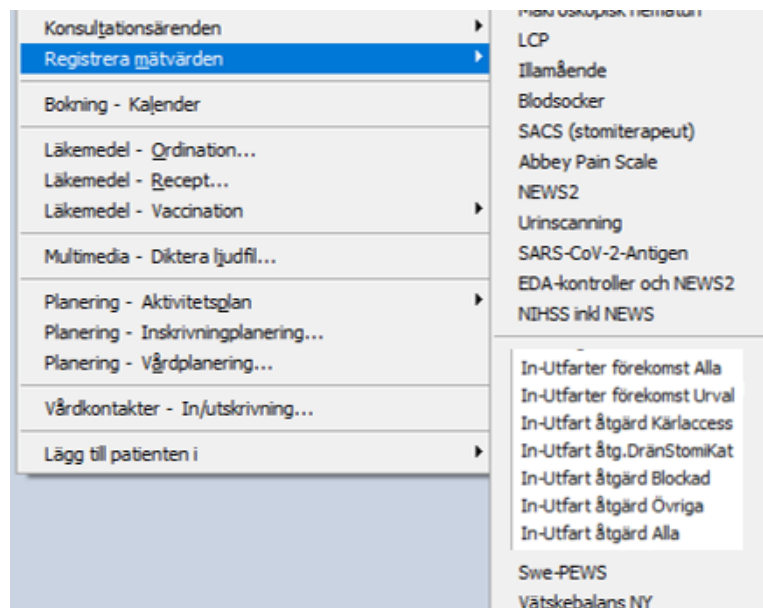 Konsultationsärenden
Registrera mätvärden
Bokning - Kalender
Läkemedel - Ordination...
Läkemedel - Recept...
Läkemedel - Vaccination
Multimedia - Diktera ljudfil...
Planering - Aktivitetsplan
Planering - Inskrivningplanering...
Planering - Vårdplanering...
Vårdkontakter - In/utskrivning...
Lägg till patienten i
Makroskopisk hematuri
LCP
Illamående
Blodsocker
SACS (stomiterapeut)
Abbey Pain Scale
NEWS2
Urinscanning
SARS-CoV-2-Antigen
EDA-kontroller och NEWS2
NIHSS inkl NEWS
In-Utfarter förekomst Alla
In-Utfarter förekomst Urval
In-Utfart åtgärd Kärlaccess
In-Utfart åtg.DränStomiKat
In-Utfart åtgärd Blockad
In-Utfart åtgärd Övriga
In-Utfart åtgärd Alla
Swe-PEWS
Vätskebalans NY